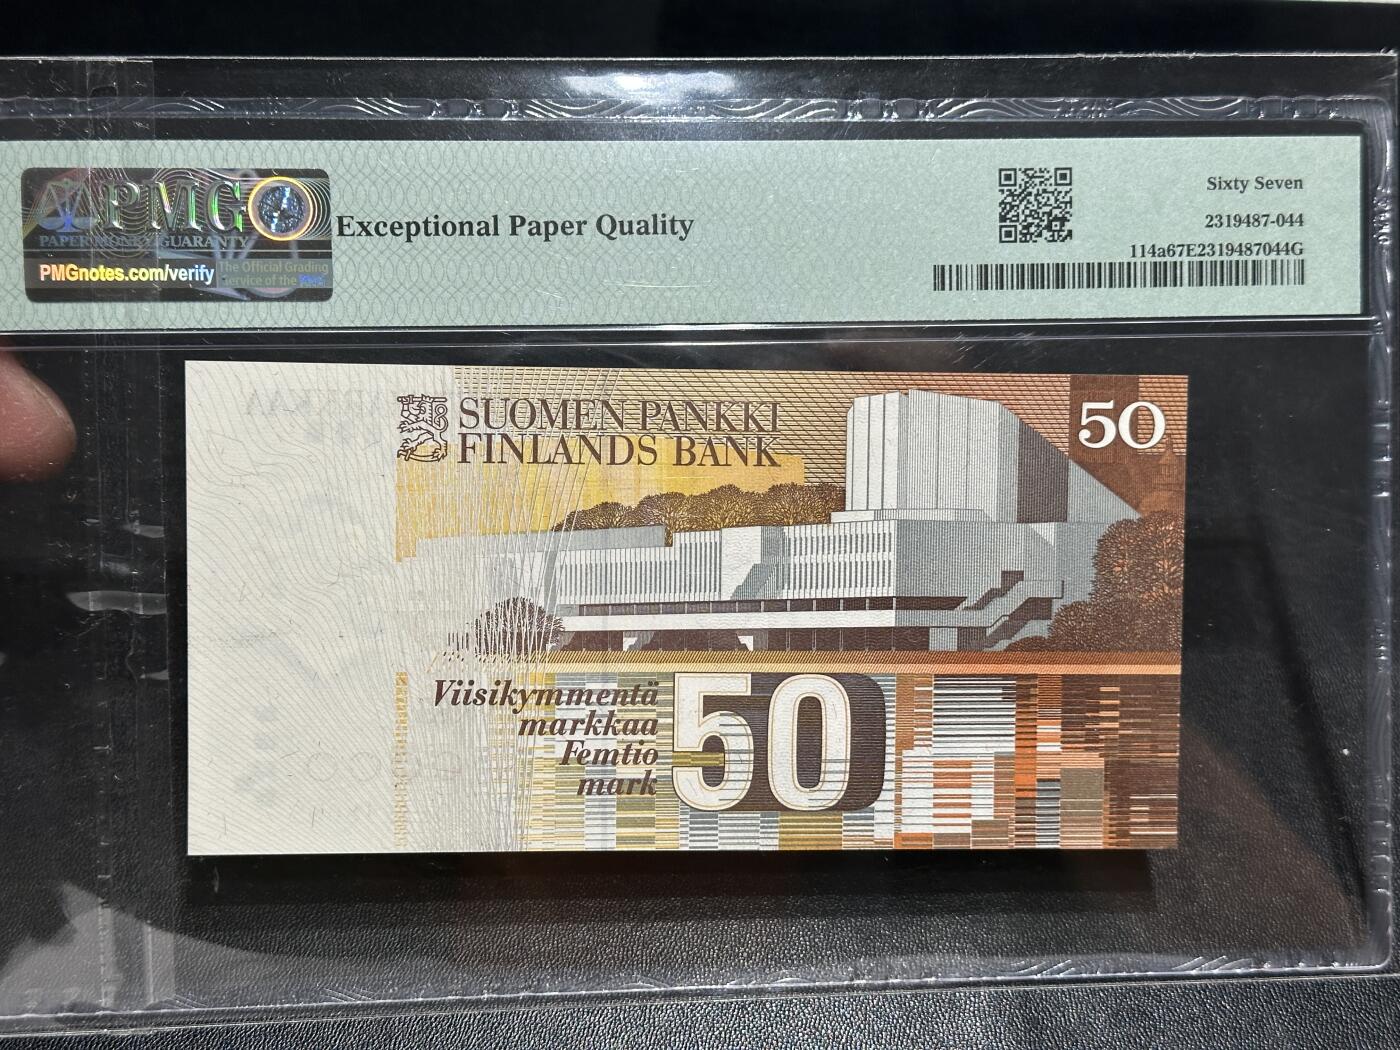 PMG
PAPER MONEY GUARANTY
PMGnotes.com/verify
The Official Grading
Service of the
Exceptional Paper Quality
Sixty Seven
2319487-044
114a67E2319487044G
SUOMEN PANKKI
FINLANDS BANK
50
Viisikymmentä
markkaa
Femtio
mark
50